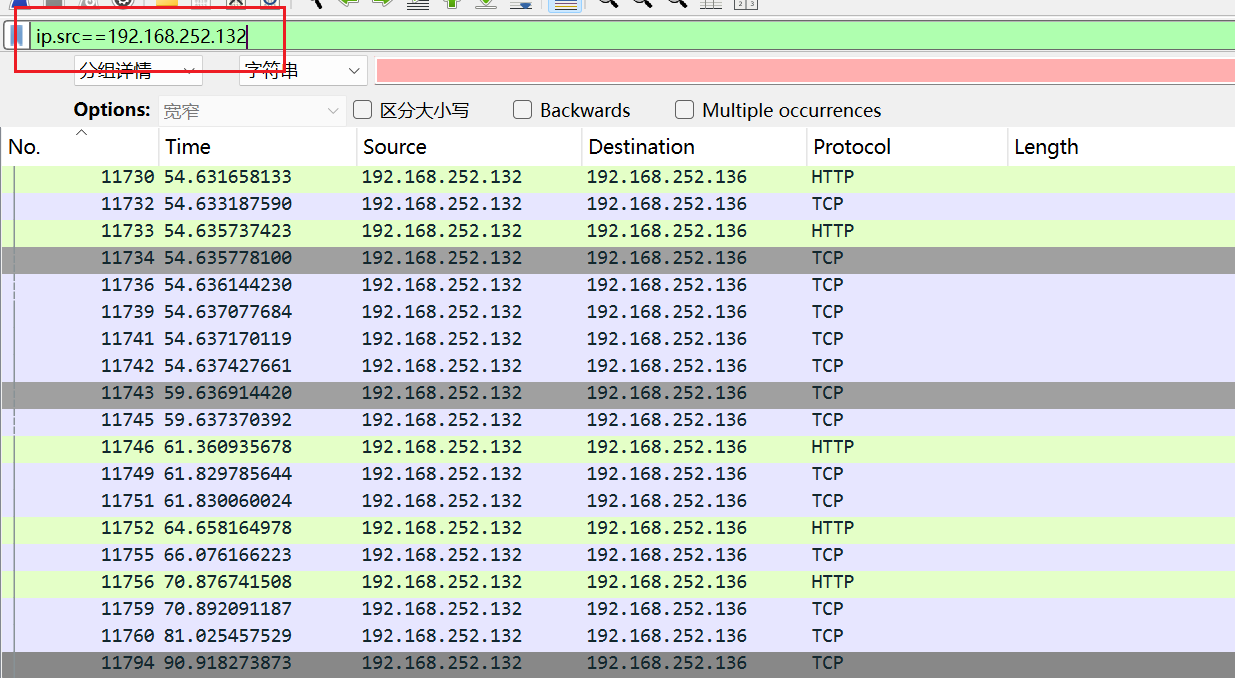 ip.src==192.168.252.132
分组详情 字符串
Options: 宽窄 区分大小写 Backwards Multiple occurrences
No. Time Source Destination Protocol Length
11730 54.631658133 192.168.252.132 192.168.252.136 HTTP
11732 54.633187590 192.168.252.132 192.168.252.136 TCP
11733 54.635737423 192.168.252.132 192.168.252.136 HTTP
11734 54.635778100 192.168.252.132 192.168.252.136 TCP
11736 54.636144230 192.168.252.132 192.168.252.136 TCP
11739 54.637077684 192.168.252.132 192.168.252.136 TCP
11741 54.637170119 192.168.252.132 192.168.252.136 TCP
11742 54.637427661 192.168.252.132 192.168.252.136 TCP
11743 59.636914420 192.168.252.132 192.168.252.136 TCP
11745 59.637370392 192.168.252.132 192.168.252.136 TCP
11746 61.360935678 192.168.252.132 192.168.252.136 HTTP
11749 61.829785644 192.168.252.132 192.168.252.136 TCP
11751 61.830060024 192.168.252.132 192.168.252.136 TCP
11752 64.658164978 192.168.252.132 192.168.252.136 HTTP
11755 66.076166223 192.168.252.132 192.168.252.136 TCP
11756 70.876741508 192.168.252.132 192.168.252.136 HTTP
11759 70.892091187 192.168.252.132 192.168.252.136 TCP
11760 81.025457529 192.168.252.132 192.168.252.136 TCP
11794 90.918273873 192.168.252.132 192.168.252.136 TCP